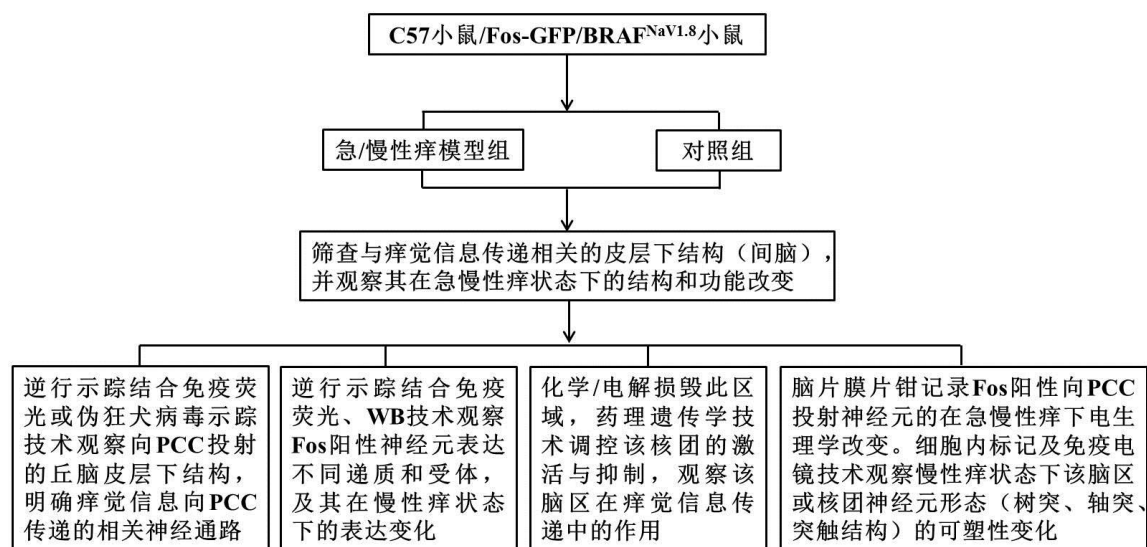 C57小鼠/Fos-GFP/BRAF^NaV1.8小鼠
急/慢性痒模型组
对照组
筛查与痒觉信息传递相关的皮层下结构（间脑），
并观察其在急慢性痒状态下的结构和功能改变
逆行示踪结合免疫荧
光或伪狂犬病毒示踪
技术观察向PCC投射
的丘脑皮层下结构，
明确痒觉信息向PCC
传递的相关神经通路
逆行示踪结合免疫
荧光、WB技术观察
Fos阳性神经元表达
不同递质和受体，
及其在慢性痒状态
下的表达变化
化学/电解损毁此区
域，药理遗传学技
术调控该核团的激
活与抑制，观察该
脑区在痒觉信息传
递中的作用
脑片膜片钳记录Fos阳性向PCC
投射神经元的在急慢性痒下电生
理学改变。细胞内标记及免疫电
镜技术观察慢性痒状态下该脑区
或核团神经元形态（树突、轴突、
突触结构）的可塑性变化